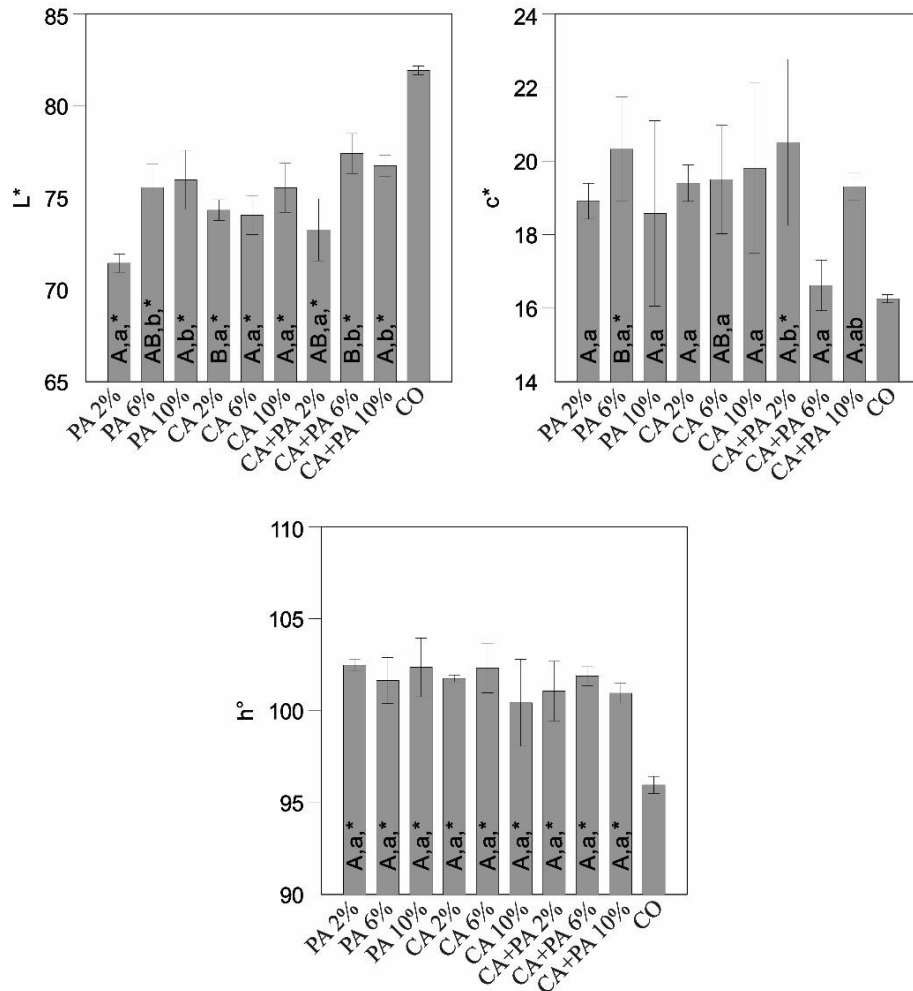 85
80
75
70
65
L*
A,a,*
AB,b,*
A,b,*
B,a,*
A,a,*
A,a,*
AB,a,*
B,b,*
A,b,*
PA 2%
PA 6%
PA 10%
CA 2%
CA 6%
CA 10%
CA+PA 2%
CA+PA 6%
CA+PA 10%
CO
24
22
20
18
16
14
c*
A,a
B,a,*
A,a
A,a
AB,a
A,a
A,b,*
A,a
A,ab
PA 2%
PA 6%
PA 10%
CA 2%
CA 6%
CA 10%
CA+PA 2%
CA+PA 6%
CA+PA 10%
CO
110
105
100
95
90
h°
A,a,*
A,a,*
A,a,*
A,a,*
A,a,*
A,a,*
A,a,*
A,a,*
A,a,*
PA 2%
PA 6%
PA 10%
CA 2%
CA 6%
CA 10%
CA+PA 2%
CA+PA 6%
CA+PA 10%
CO